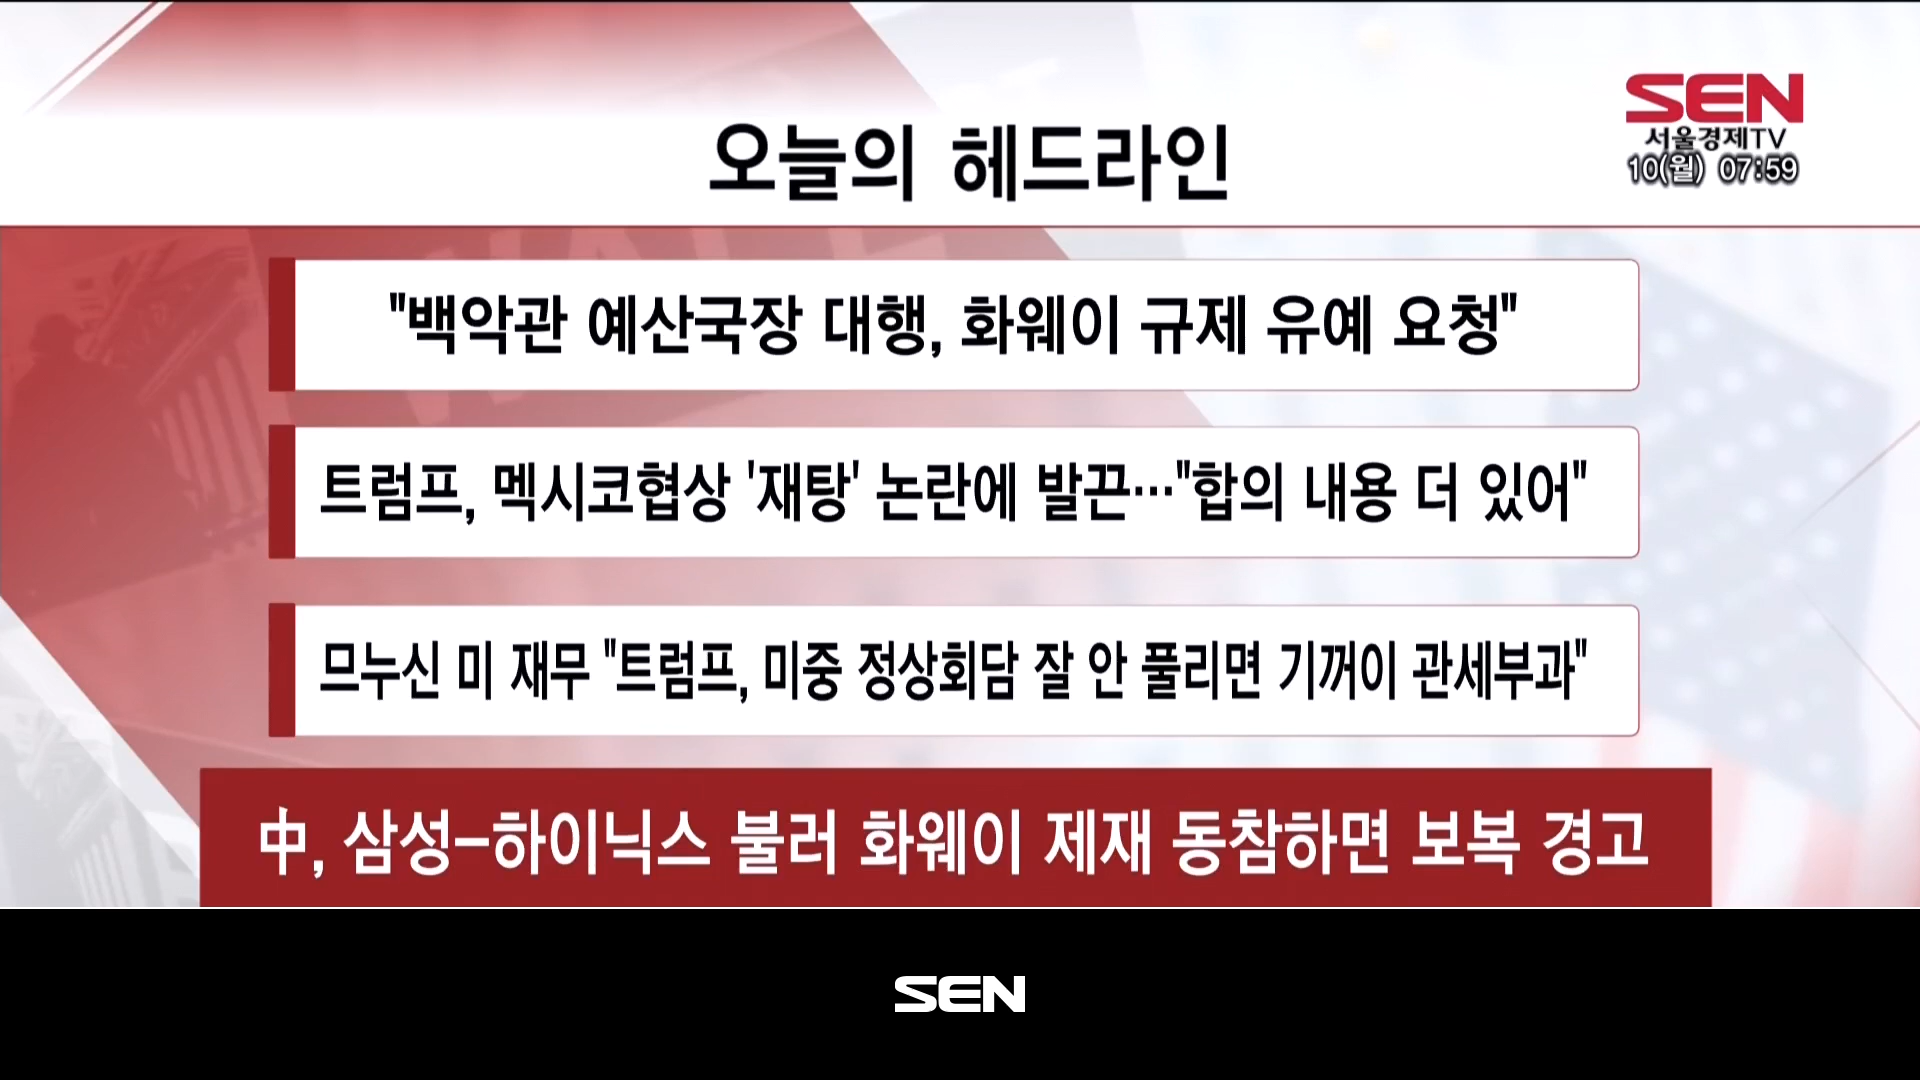 SEN
서울경제TV
10(월) 07:59
오늘의 헤드라인
"백악관 예산국장 대행, 화웨이 규제 유예 요청"
트럼프, 멕시코협상 '재탕' 논란에 발끈…"합의 내용 더 있어"
므누신 미 재무 "트럼프, 미중 정상회담 잘 안 풀리면 기꺼이 관세부과"
中, 삼성-하이닉스 불러 화웨이 제재 동참하면 보복 경고
SEN